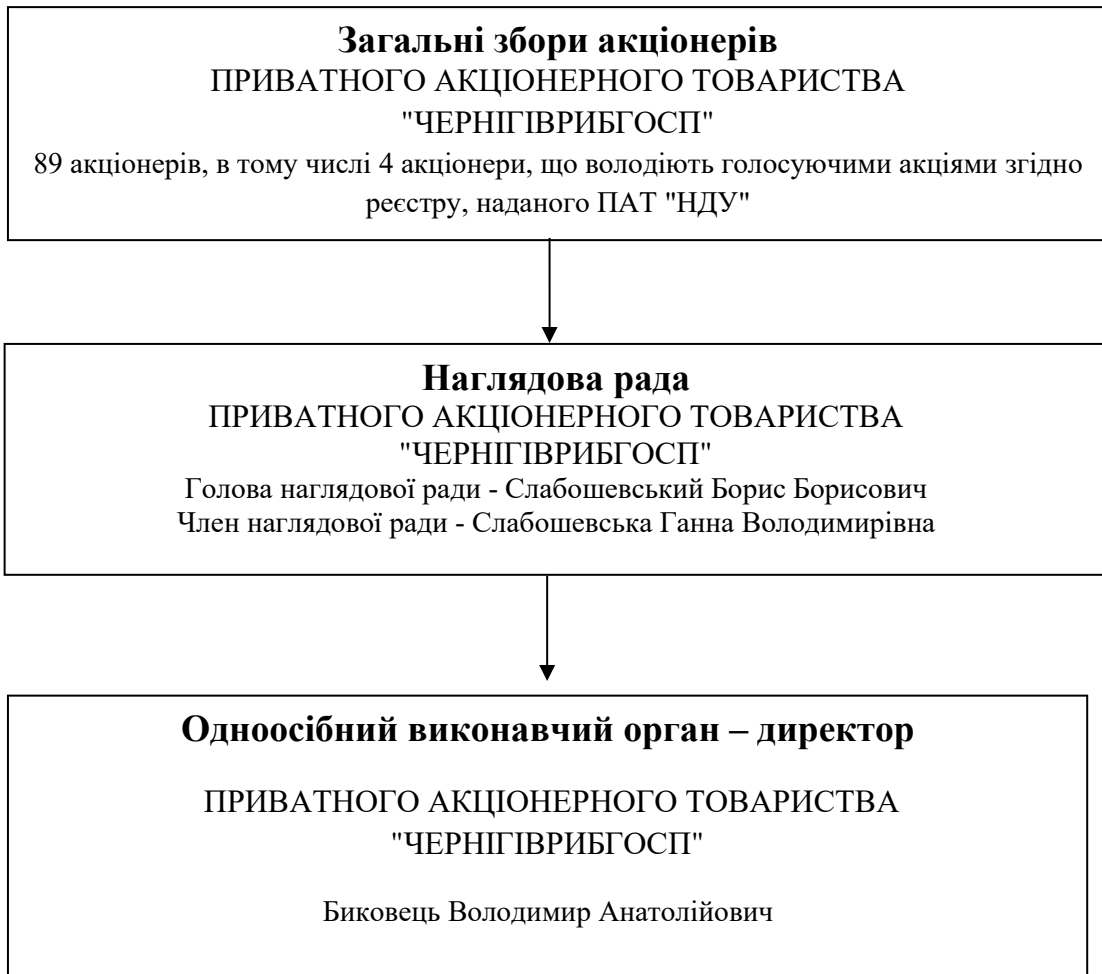 Загальні збори акціонерів
ПРИВАТНОГО АКЦІОНЕРНОГО ТОВАРИСТВА
"ЧЕРНІГІВРИБГОСП"
89 акціонерів, в тому числі 4 акціонери, що володіють голосуючими акціями згідно
реєстру, наданого ПАТ "НДУ"
Наглядова рада
ПРИВАТНОГО АКЦІОНЕРНОГО ТОВАРИСТВА
"ЧЕРНІГІВРИБГОСП"
Голова наглядової ради - Слабошевський Борис Борисович
Член наглядової ради - Слабошевська Ганна Володимирівна
Одноосібний виконавчий орган – директор
ПРИВАТНОГО АКЦІОНЕРНОГО ТОВАРИСТВА
"ЧЕРНІГІВРИБГОСП"
Биковець Володимир Анатолійович